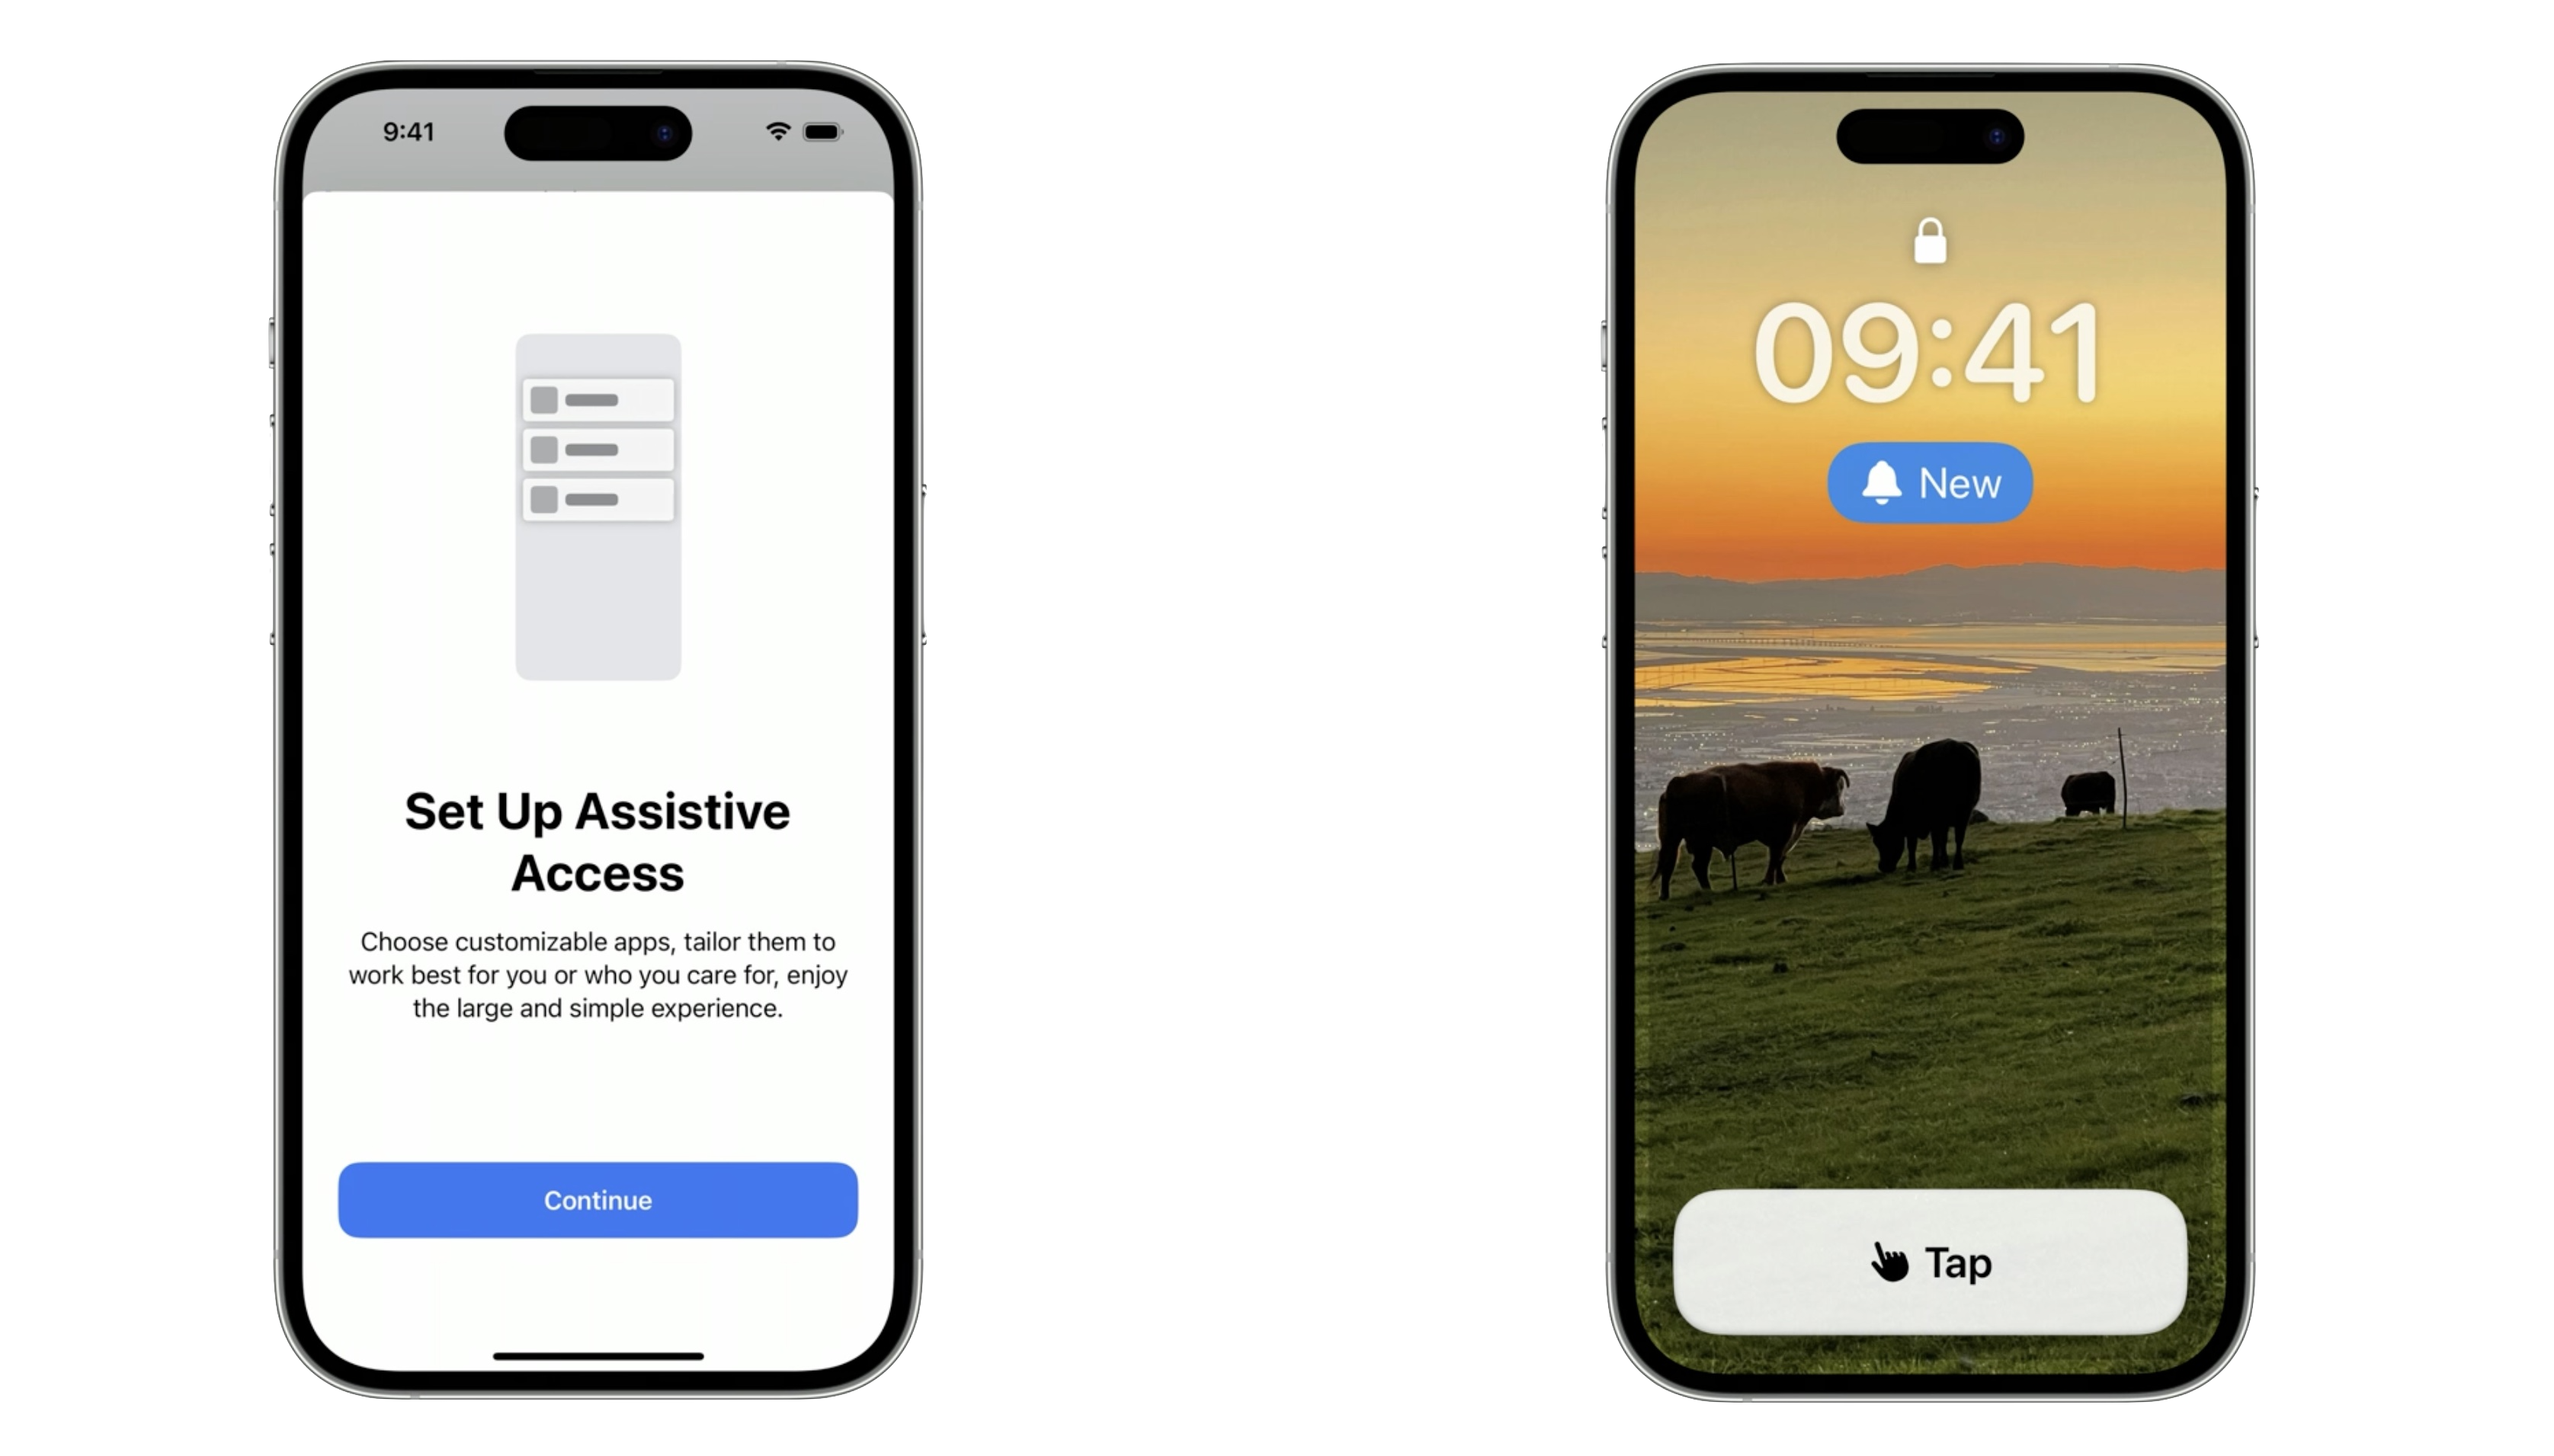 9:41
Set Up Assistive
Access
Choose customizable apps, tailor them to
work best for you or who you care for, enjoy
the large and simple experience.
Continue
09:41
New
Tap